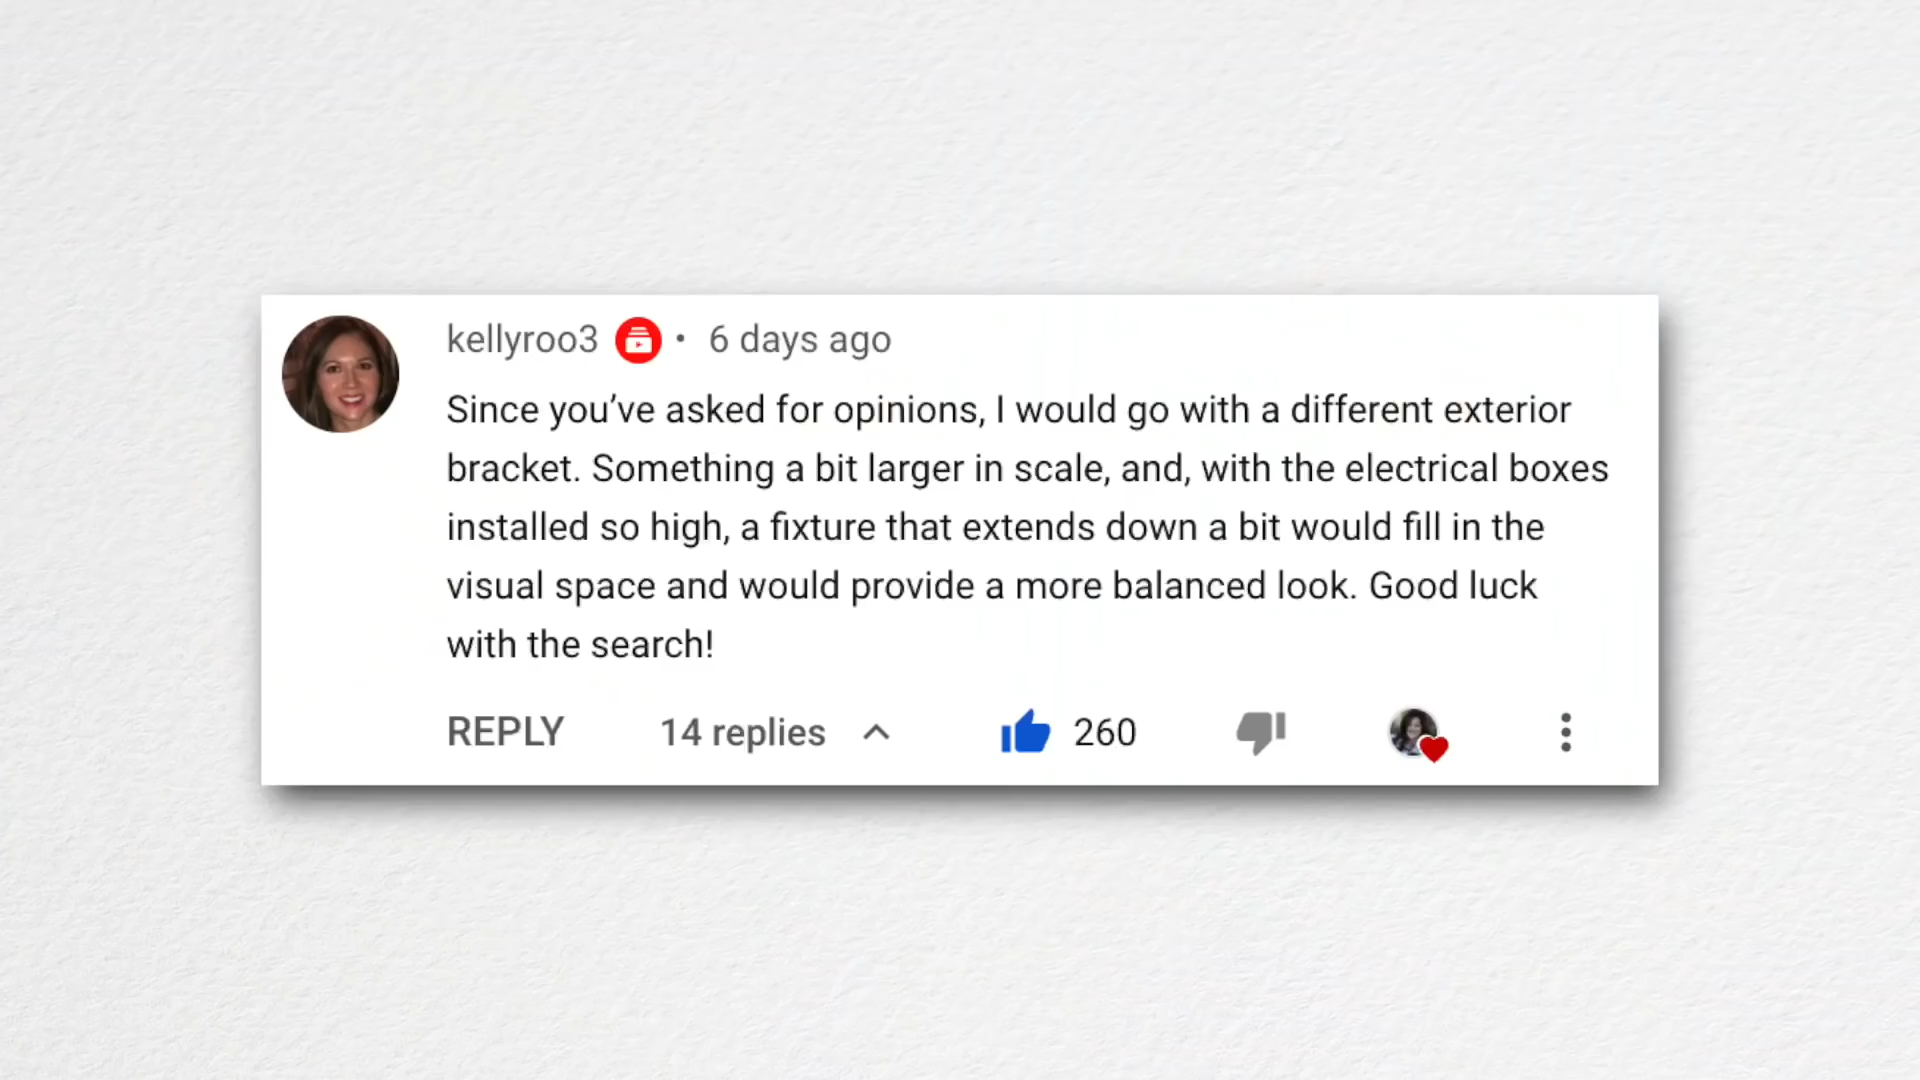 kellyroo3 • 6 days ago
Since you’ve asked for opinions, I would go with a different exterior
bracket. Something a bit larger in scale, and, with the electrical boxes
installed so high, a fixture that extends down a bit would fill in the
visual space and would provide a more balanced look. Good luck
with the search!
REPLY 14 replies 260